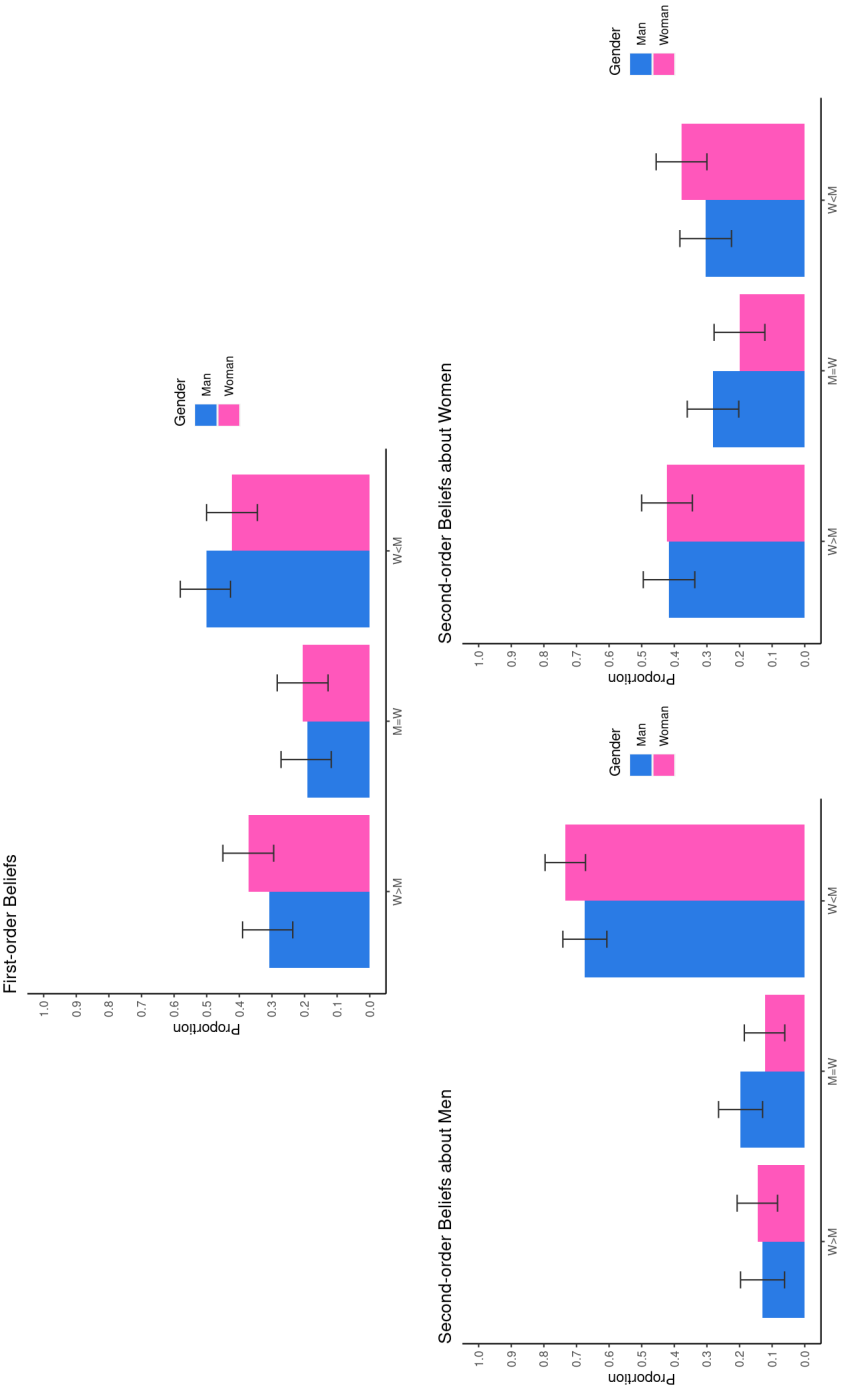 First-order Beliefs
1.0
0.9
0.8
0.7
0.6
0.5
0.4
0.3
0.2
0.1
0.0
Proportion
W>M
M=W
W<M
Gender
Man
Woman
Second-order Beliefs about Men
1.0
0.9
0.8
0.7
0.6
0.5
0.4
0.3
0.2
0.1
0.0
Proportion
W>M
M=W
W<M
Gender
Man
Woman
Second-order Beliefs about Women
1.0
0.9
0.8
0.7
0.6
0.5
0.4
0.3
0.2
0.1
0.0
Proportion
W>M
M=W
W<M
Gender
Man
Woman